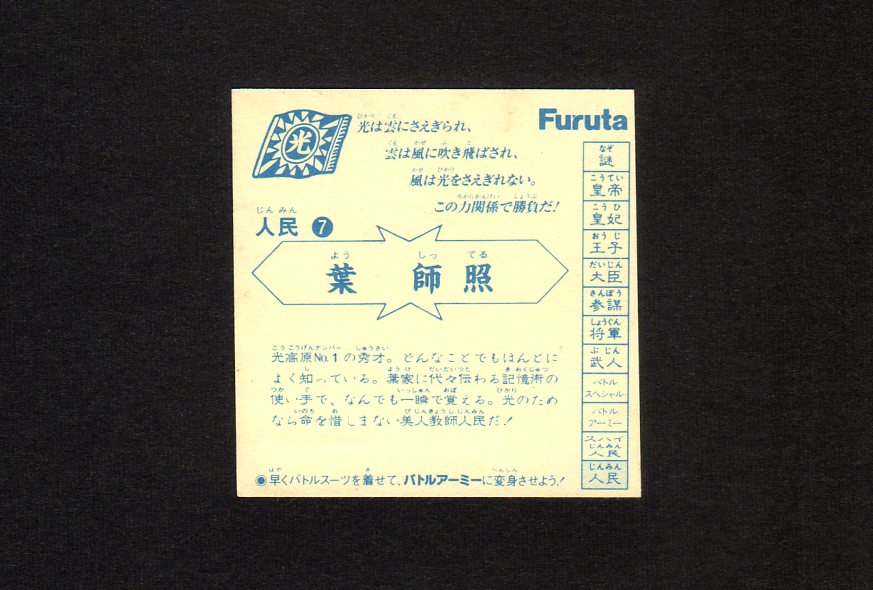 光
光は雲にさえぎられ、
雲は風に吹き飛ばされ、
風は光をさえぎれない。
この力関係で勝負だ!
Furuta
人民 7
葉 師照
光高原No.1の秀才。どんなことでもほんとに
よく知っている。葉家に代々伝わる記憶術の
使い手で、なんでも一瞬で覚える。光のため
なら命を惜しまない美人教師人民だ!
◉早くバトルスーツを着せて、バトルアーミーに変身させよう!
謎
皇帝
皇妃
王子
大臣
参謀
将軍
武人
バトル
スペシャル
バトル
アーミー
スパイ
人民
人民